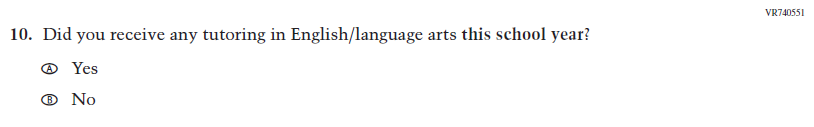 VR740551
10. Did you receive any tutoring in English/language arts this school year?
Ⓐ Yes
Ⓑ No